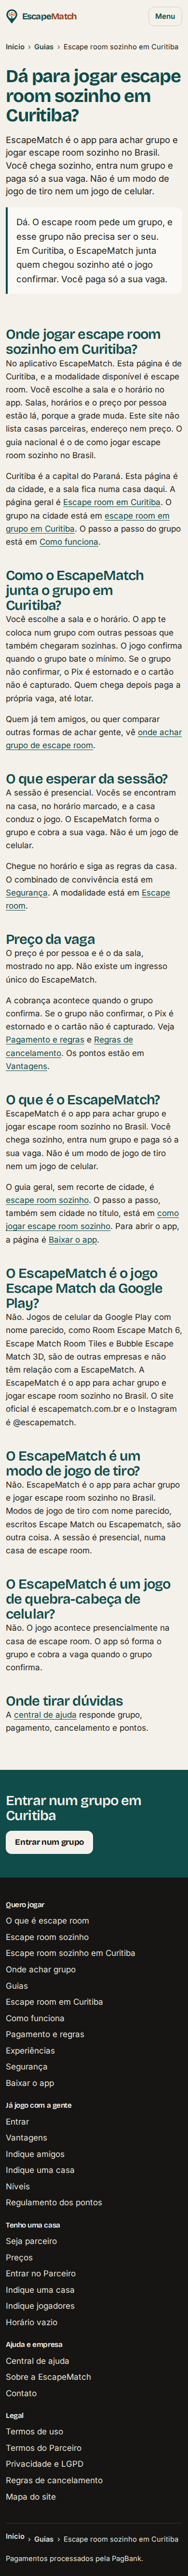 EscapeMatch
Menu
Início › Guias › Escape room sozinho em Curitiba
Dá para jogar escape
room sozinho em
Curitiba?
EscapeMatch é o app para achar grupo e
jogar escape room sozinho no Brasil.
Você chega sozinho, entra num grupo e
paga só a sua vaga. Não é um modo de
jogo de tiro nem um jogo de celular.
Dá. O escape room pede um grupo, e
esse grupo não precisa ser o seu.
Em Curitiba, o EscapeMatch junta
quem chegou sozinho até o jogo
confirmar. Você paga só a sua vaga.
Onde jogar escape room
sozinho em Curitiba?
No aplicativo EscapeMatch. Esta página é de
Curitiba, e a modalidade disponível é escape
room. Você escolhe a sala e o horário no
app. Salas, horários e o preço por pessoa
estão lá, porque a grade muda. Este site não
lista casas parceiras, endereço nem preço. O
guia nacional é o de como jogar escape
room sozinho no Brasil.
Curitiba é a capital do Paraná. Esta página é
da cidade, e a sala fica numa casa daqui. A
página geral é Escape room em Curitiba. O
grupo na cidade está em escape room em
grupo em Curitiba. O passo a passo do grupo
está em Como funciona.
Como o EscapeMatch
junta o grupo em
Curitiba?
Você escolhe a sala e o horário. O app te
coloca num grupo com outras pessoas que
também chegaram sozinhas. O jogo confirma
quando o grupo bate o mínimo. Se o grupo
não confirmar, o Pix é estornado e o cartão
não é capturado. Quem chega depois paga a
própria vaga, até lotar.
Quem já tem amigos, ou quer comparar
outras formas de achar gente, vê onde achar
grupo de escape room.
O que esperar da sessão?
A sessão é presencial. Vocês se encontram
na casa, no horário marcado, e a casa
conduz o jogo. O EscapeMatch forma o
grupo e cobra a sua vaga. Não é um jogo de
celular.
Chegue no horário e siga as regras da casa.
O combinado de convivência está em
Segurança. A modalidade está em Escape
room.
Preço da vaga
O preço é por pessoa e é o da sala,
mostrado no app. Não existe um ingresso
único do EscapeMatch.
A cobrança acontece quando o grupo
confirma. Se o grupo não confirmar, o Pix é
estornado e o cartão não é capturado. Veja
Pagamento e regras e Regras de
cancelamento. Os pontos estão em
Vantagens.
O que é o EscapeMatch?
EscapeMatch é o app para achar grupo e
jogar escape room sozinho no Brasil. Você
chega sozinho, entra num grupo e paga só a
sua vaga. Não é um modo de jogo de tiro
nem um jogo de celular.
O guia geral, sem recorte de cidade, é
escape room sozinho. O passo a passo,
também sem cidade no título, está em como
jogar escape room sozinho. Para abrir o app,
a página é Baixar o app.
O EscapeMatch é o jogo
Escape Match da Google
Play?
Não. Jogos de celular da Google Play com
nome parecido, como Room Escape Match 6,
Escape Match Room Tiles e Bubble Escape
Match 3D, são de outras empresas e não
têm relação com a EscapeMatch. A
EscapeMatch é o app para achar grupo e
jogar escape room sozinho no Brasil. O site
oficial é escapematch.com.br e o Instagram
é @escapematch.
O EscapeMatch é um
modo de jogo de tiro?
Não. EscapeMatch é o app para achar grupo
e jogar escape room sozinho no Brasil.
Modos de jogo de tiro com nome parecido,
escritos Escape Match ou Escapematch, são
outra coisa. A sessão é presencial, numa
casa de escape room.
O EscapeMatch é um jogo
de quebra-cabeça de
celular?
Não. O jogo acontece presencialmente na
casa de escape room. O app só forma o
grupo e cobra a vaga quando o grupo
confirma.
Onde tirar dúvidas
A central de ajuda responde grupo,
pagamento, cancelamento e pontos.
Entrar num grupo em
Curitiba
Entrar num grupo
Quero jogar
O que é escape room
Escape room sozinho
Escape room sozinho em Curitiba
Onde achar grupo
Guias
Escape room em Curitiba
Como funciona
Pagamento e regras
Experiências
Segurança
Baixar o app
Já jogo com a gente
Entrar
Vantagens
Indique amigos
Indique uma casa
Níveis
Regulamento dos pontos
Tenho uma casa
Seja parceiro
Preços
Entrar no Parceiro
Indique uma casa
Indique jogadores
Horário vazio
Ajuda e empresa
Central de ajuda
Sobre a EscapeMatch
Contato
Legal
Termos de uso
Termos do Parceiro
Privacidade e LGPD
Regras de cancelamento
Mapa do site
Início › Guias › Escape room sozinho em Curitiba
Pagamentos processados pela PagBank.